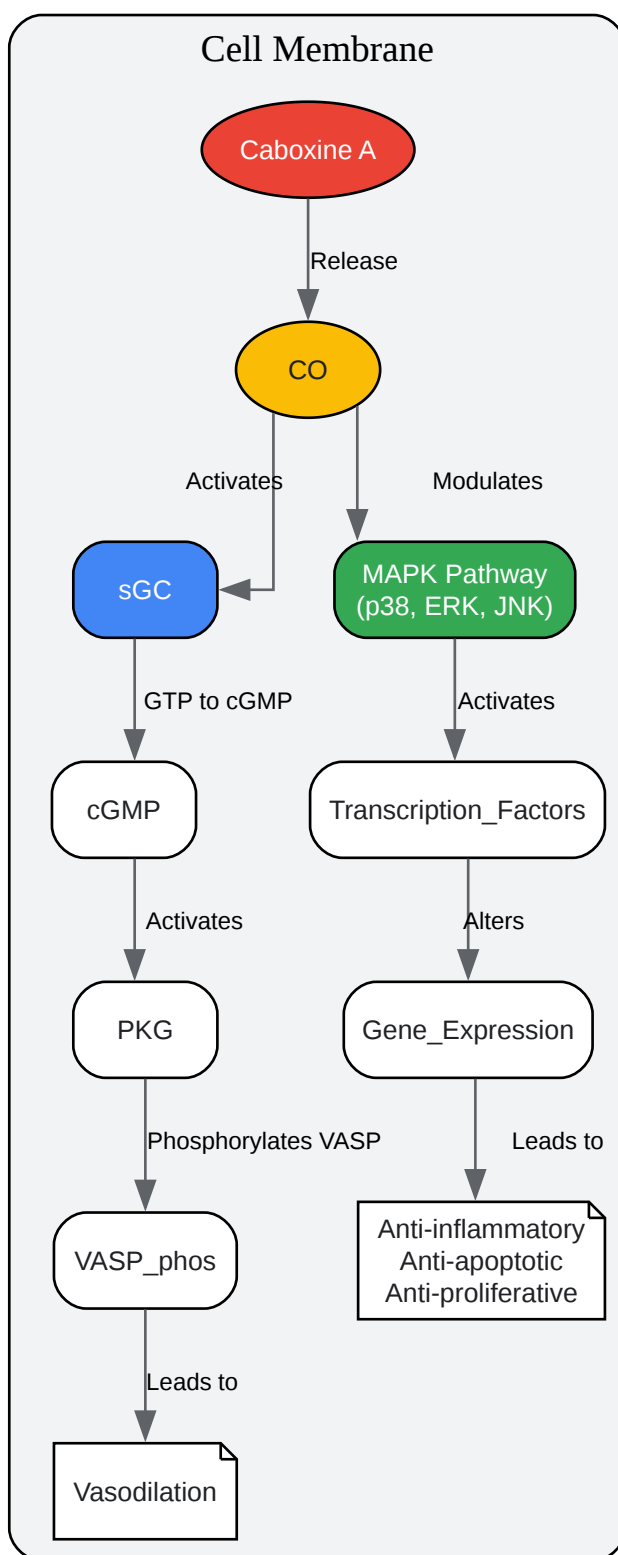 Cell Membrane
Caboxine A
Release
CO
Activates
Modulates
sGC
MAPK Pathway
(p38, ERK, JNK)
GTP to cGMP
Activates
cGMP
Transcription_Factors
Activates
Alters
PKG
Gene_Expression
Phosphorylates VASP
Leads to
VASP_phos
Anti-inflammatory
Anti-apoptotic
Anti-proliferative
Leads to
Vasodilation